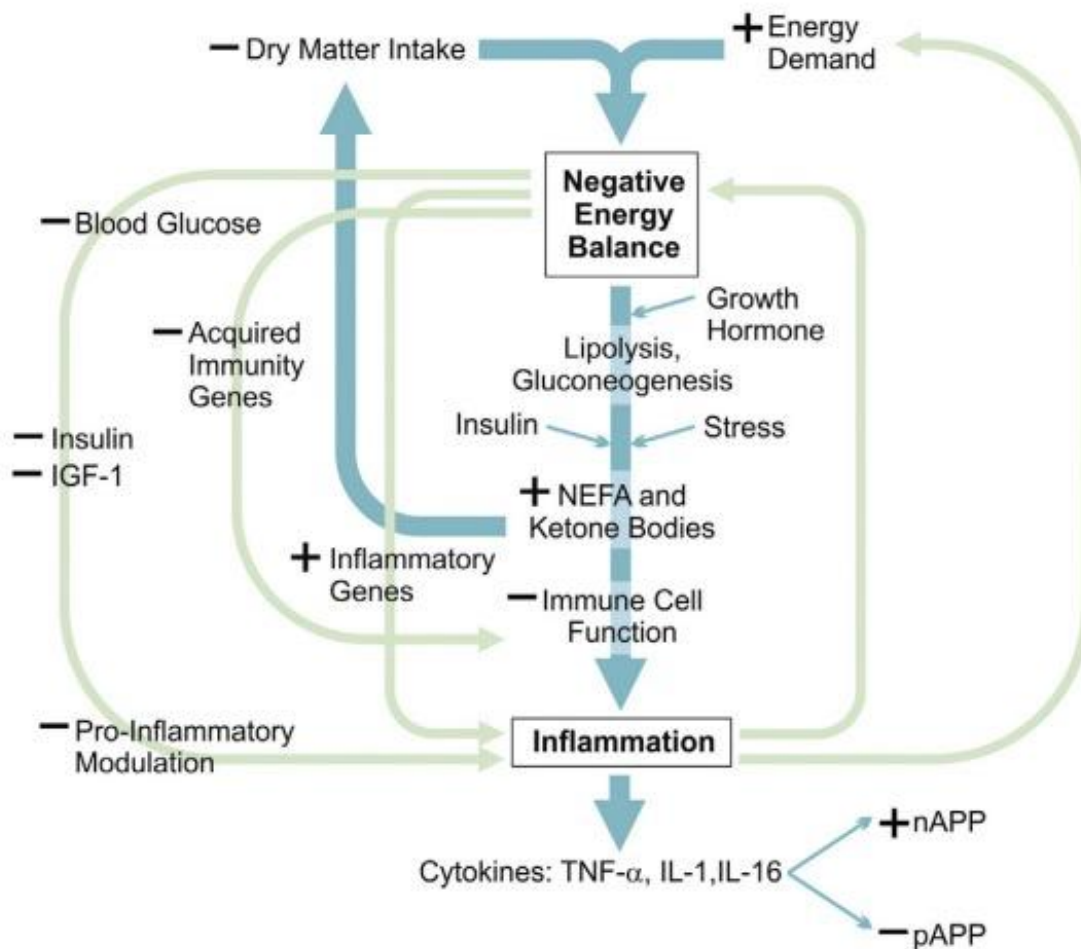 − Dry Matter Intake
+ Energy
Demand
Negative
Energy
Balance
− Blood Glucose
Growth
Hormone
− Acquired
Immunity
Genes
Lipolysis,
Gluconeogenesis
− Insulin
− IGF-1
Insulin
Stress
+ NEFA and
Ketone Bodies
+ Inflammatory
Genes
− Immune Cell
Function
− Pro-Inflammatory
Modulation
Inflammation
Cytokines: TNF-α, IL-1,IL-16
+ nAPP
− pAPP